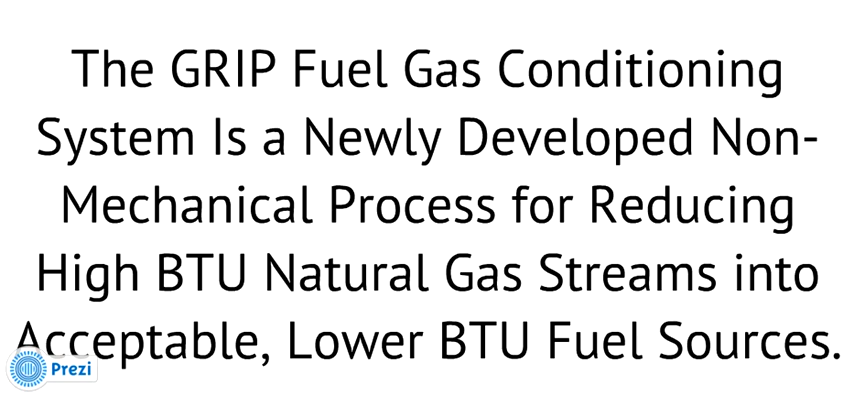 The GRIP Fuel Gas Conditioning
System Is a Newly Developed Non-
Mechanical Process for Reducing
High BTU Natural Gas Streams into
Acceptable, Lower BTU Fuel Sources.
Prezi